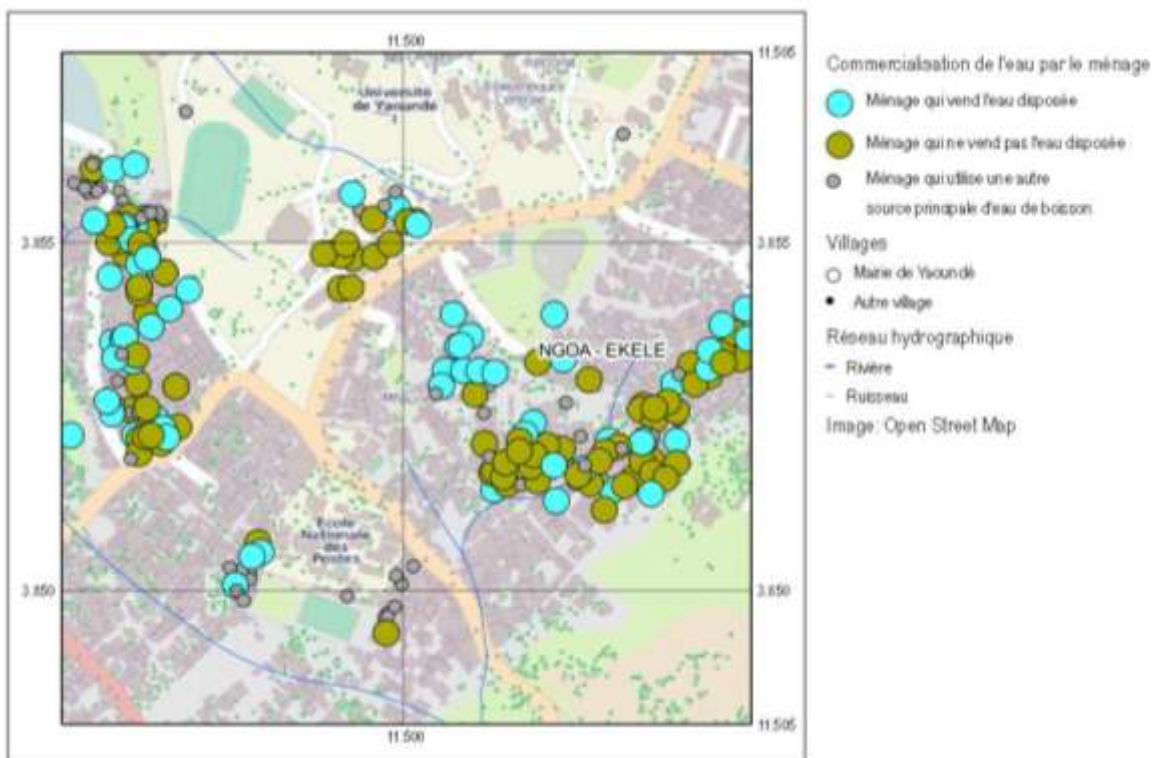 11.500
11.505
Université
de Yaoundé
I
3.855
3.855
NGOA - EKELE
Ecole
Nationale
des
Postes
3.850
3.850
11.500
11.505
Commercialisation de l'eau par le ménage
Ménage qui vend l'eau disposée
Ménage qui ne vend pas l'eau disposée
Ménage qui utilise une autre
source principale d'eau de boisson
Villages
Mairie de Yaoundé
Autre village
Réseau hydrographique
Rivière
Ruisseau
Image: Open Street Map